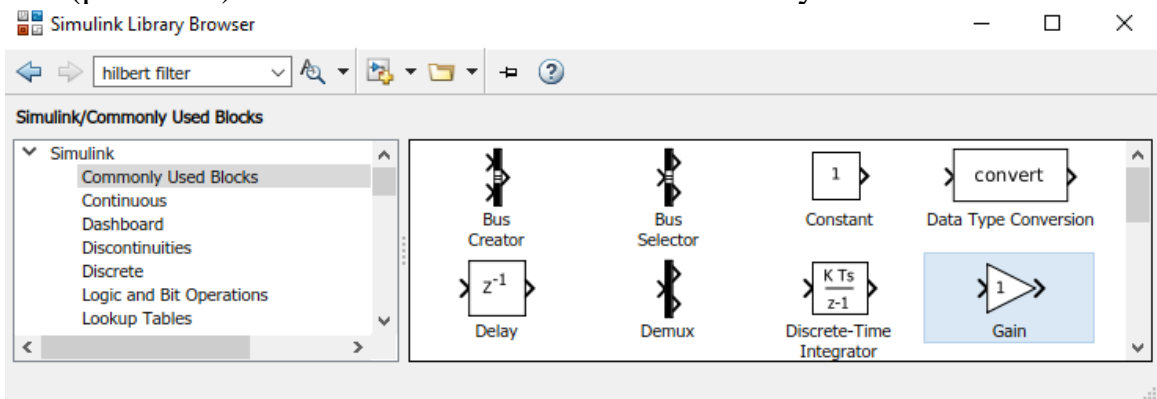 Simulink Library Browser
hilbert filter
Simulink/Commonly Used Blocks
Simulink
Commonly Used Blocks
Continuous
Dashboard
Discontinuities
Discrete
Logic and Bit Operations
Lookup Tables
Bus
Creator
Bus
Selector
1
Constant
convert
Data Type Conversion
Z-1
Delay
Demux
K Ts
z-1
Discrete-Time
Integrator
1
Gain